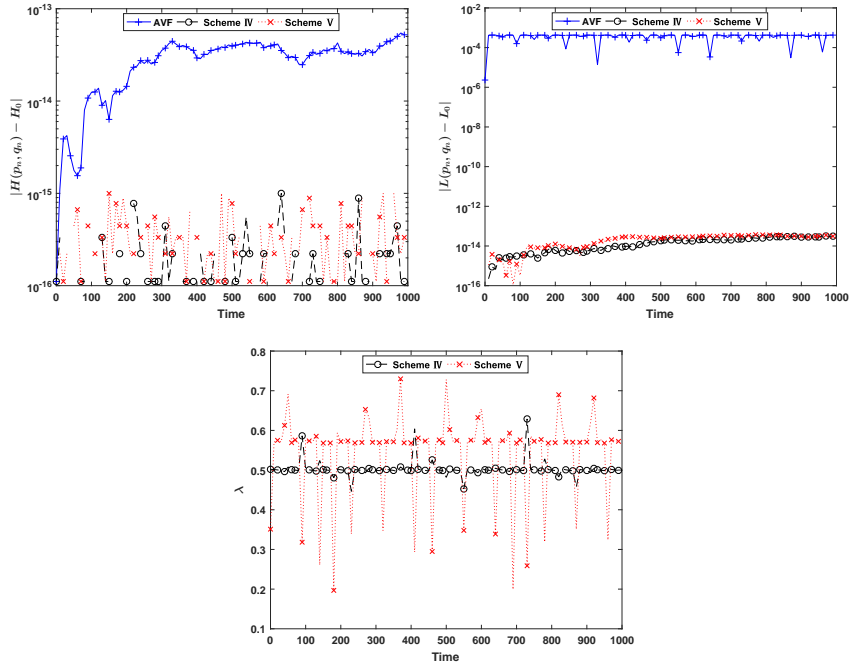 AVF Scheme IV Scheme V
10^-13
10^-14
10^-15
10^-16
|H(p_n, q_n) − H_0|
0 100 200 300 400 500 600 700 800 900 1000
Time
AVF Scheme IV Scheme V
10^-2
10^-4
10^-6
10^-8
10^-10
10^-12
10^-14
10^-16
|L(p_n, q_n) − L_0|
0 100 200 300 400 500 600 700 800 900 1000
Time
Scheme IV Scheme V
0.8
0.7
0.6
0.5
0.4
0.3
0.2
0.1
λ
0 100 200 300 400 500 600 700 800 900 1000
Time